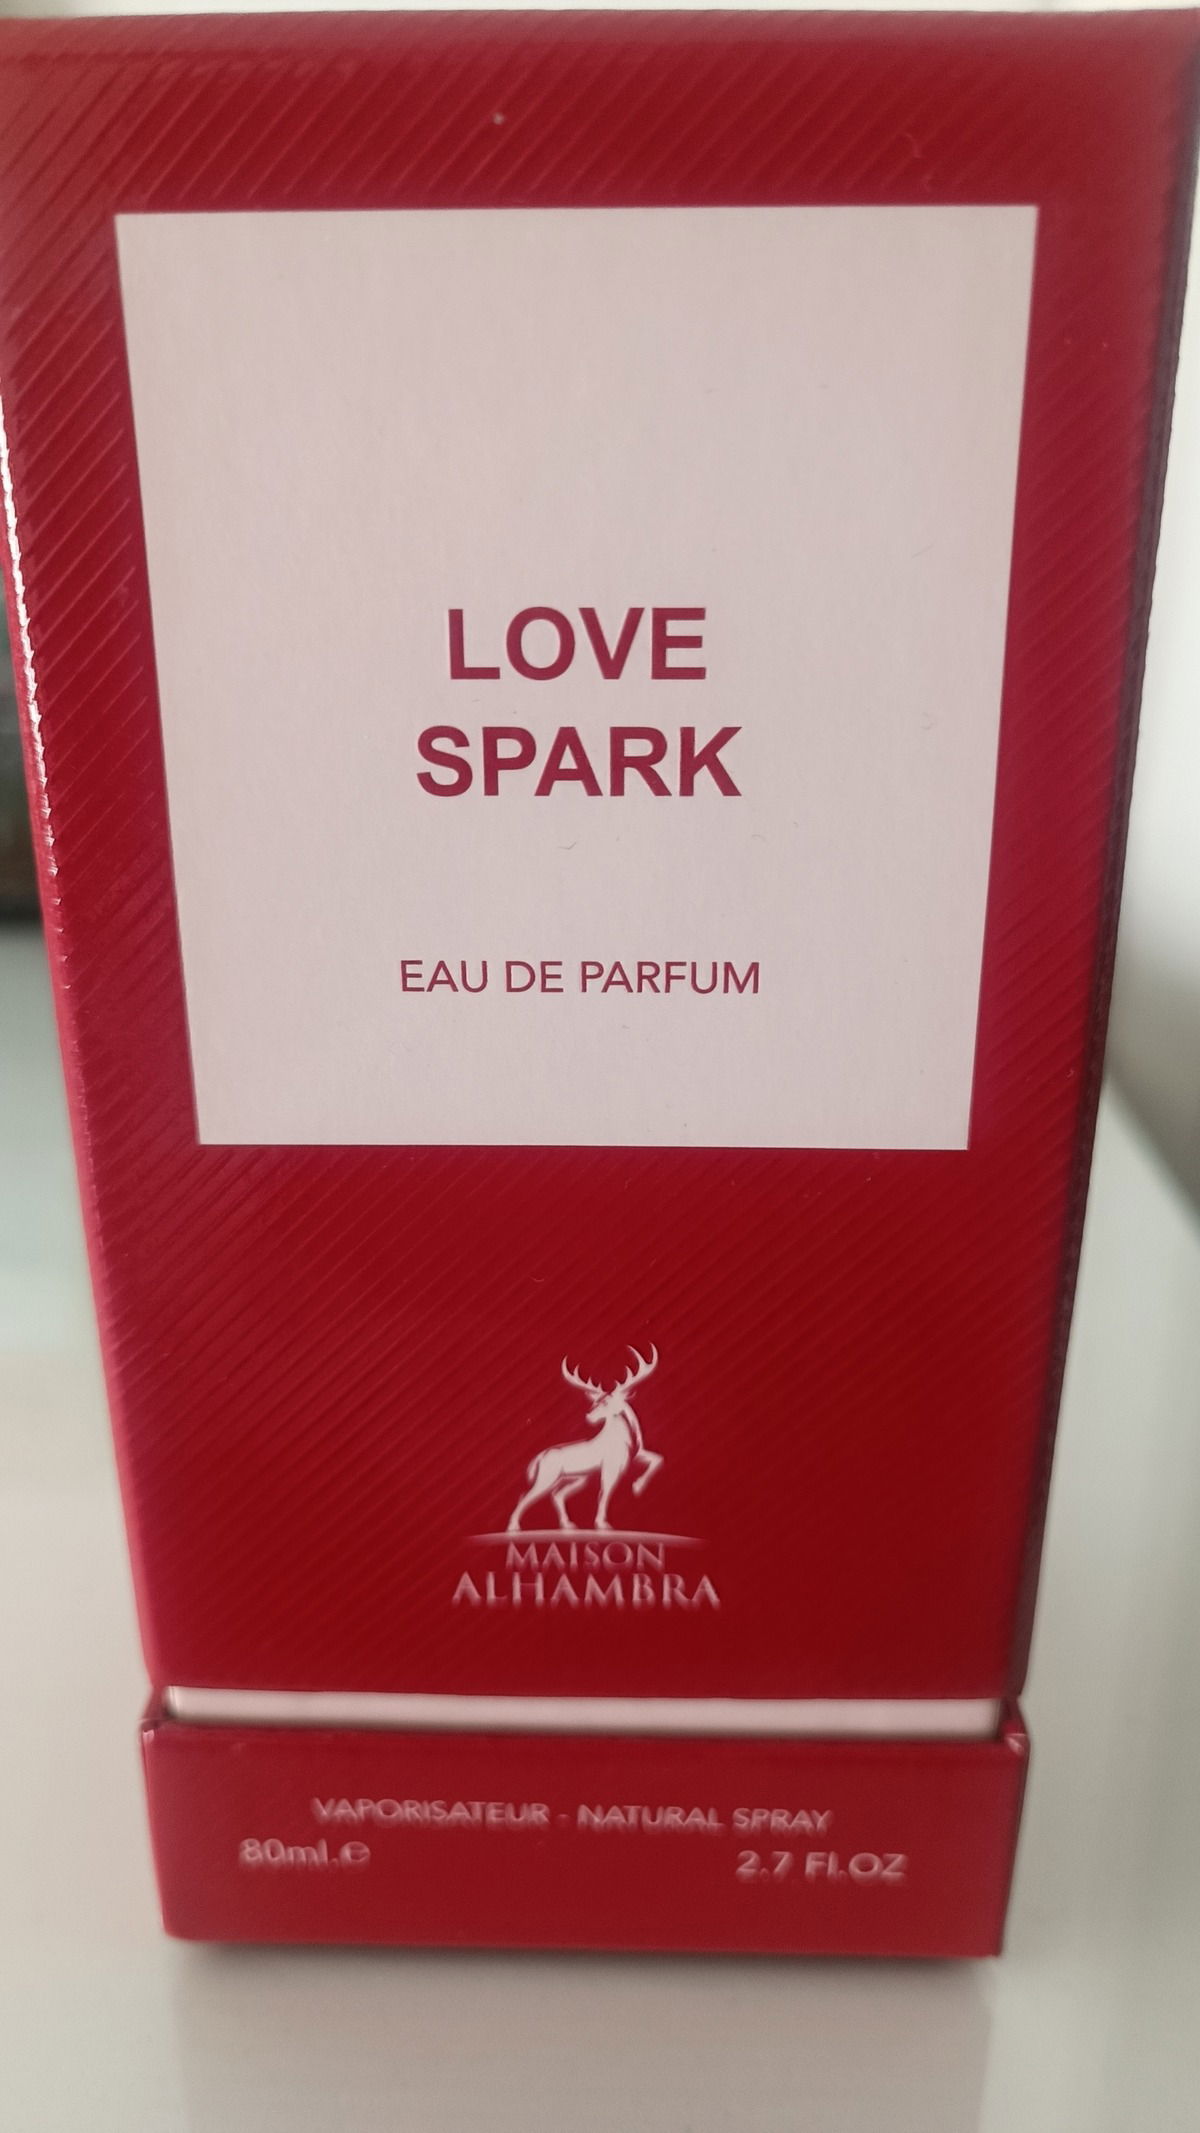 LOVE
SPARK
EAU DE PARFUM
MAISON
ALHAMBRA
VAPORISATEUR - NATURAL SPRAY
80ml.℮ 2.7 Fl.OZ